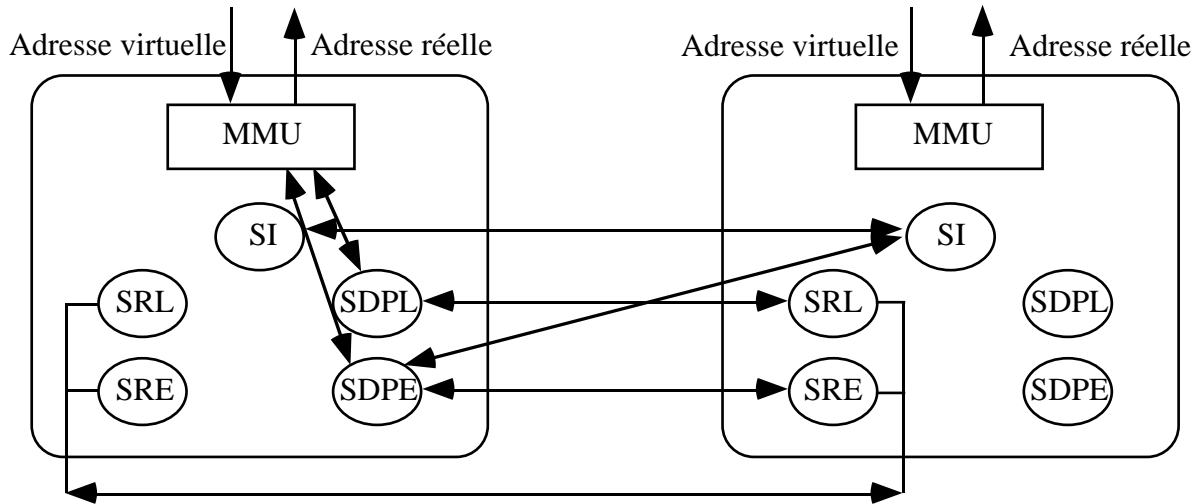 Adresse virtuelle Adresse réelle Adresse virtuelle Adresse réelle
MMU MMU
SI SI
SRL SDPL SRL SDPL
SRE SDPE SRE SDPE